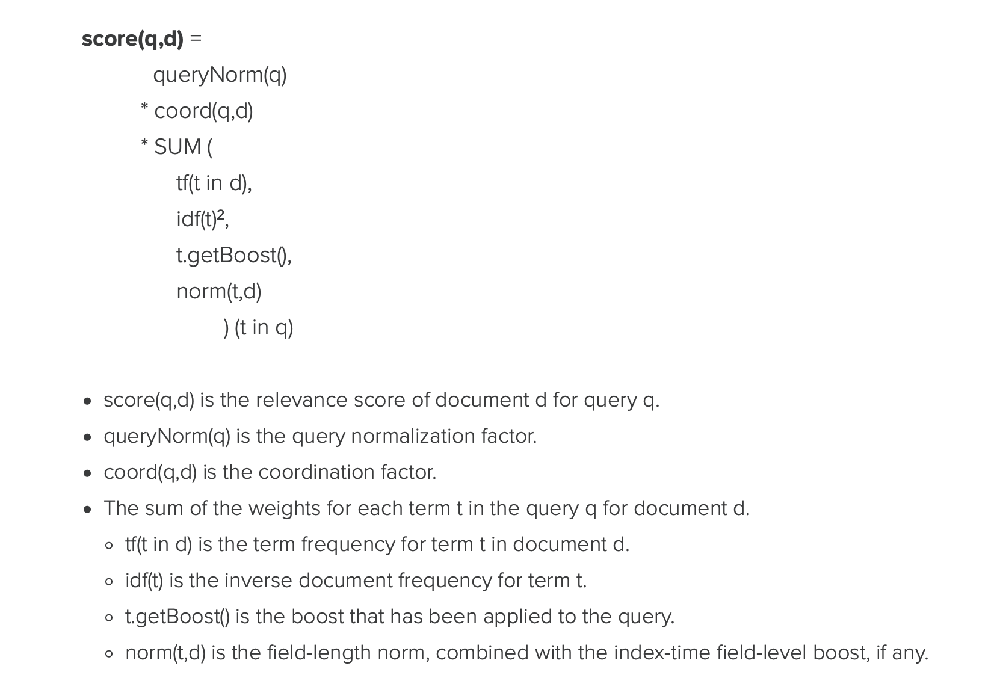 score(q,d) =
queryNorm(q)
* coord(q,d)
* SUM (
tf(t in d),
idf(t)²,
t.getBoost(),
norm(t,d)
) (t in q)
• score(q,d) is the relevance score of document d for query q.
• queryNorm(q) is the query normalization factor.
• coord(q,d) is the coordination factor.
• The sum of the weights for each term t in the query q for document d.
◦ tf(t in d) is the term frequency for term t in document d.
◦ idf(t) is the inverse document frequency for term t.
◦ t.getBoost() is the boost that has been applied to the query.
◦ norm(t,d) is the field-length norm, combined with the index-time field-level boost, if any.